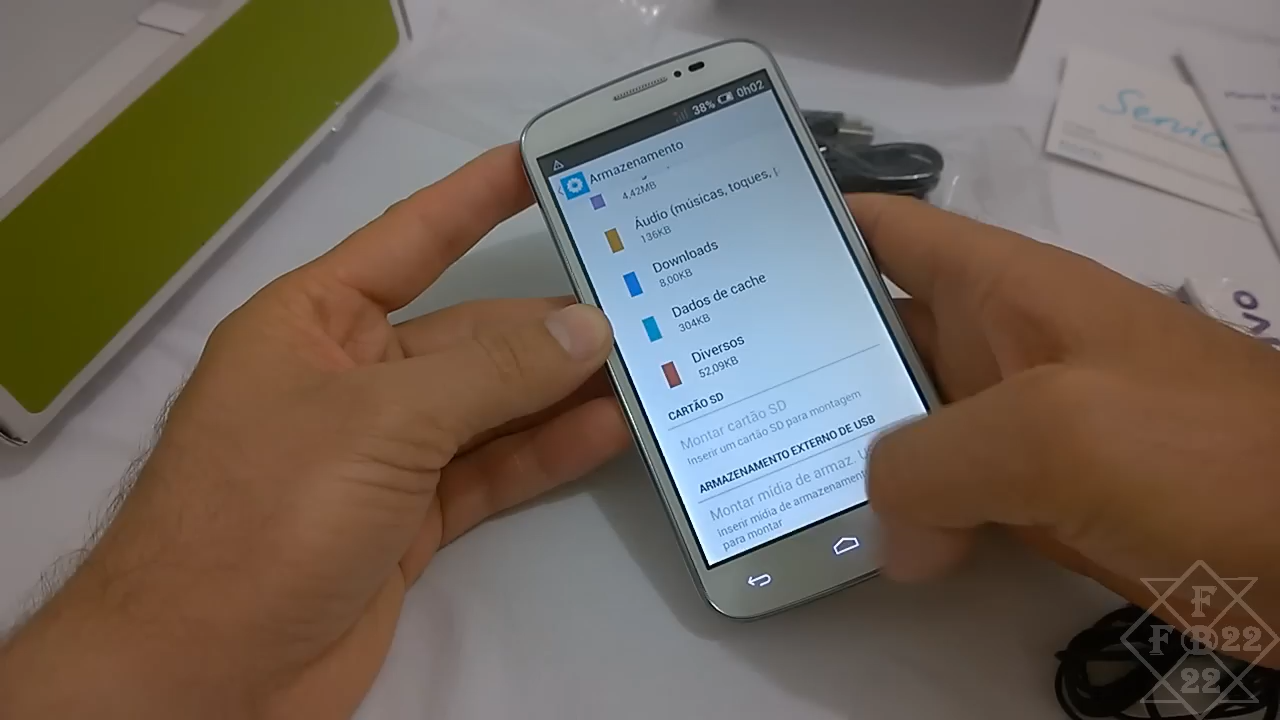 38% 0h02
Armazenamento
4,42MB
Áudio (músicas, toques, p
136KB
Downloads
8,00KB
Dados de cache
304KB
Diversos
52,09KB
CARTÃO SD
Montar cartão SD
Inserir um cartão SD para montagem
ARMAZENAMENTO EXTERNO DE USB
Montar mídia de armaz. U
Inserir mídia de armazenamento
para montar
Service
F
F B 22
22